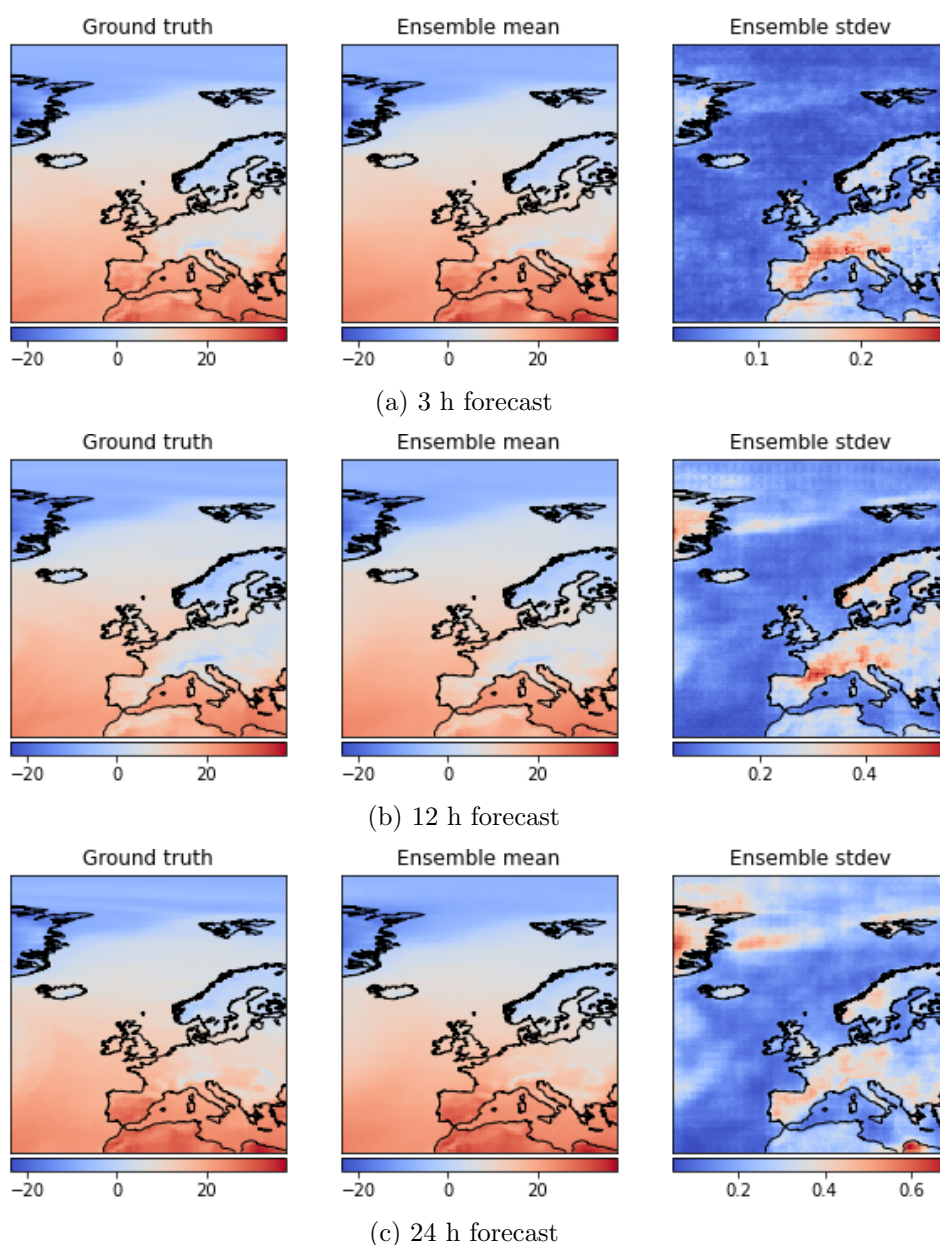 Ground truth Ensemble mean Ensemble stdev
−20 0 20 −20 0 20 0.1 0.2
(a) 3 h forecast
Ground truth Ensemble mean Ensemble stdev
−20 0 20 −20 0 20 0.2 0.4
(b) 12 h forecast
Ground truth Ensemble mean Ensemble stdev
−20 0 20 −20 0 20 0.2 0.4 0.6
(c) 24 h forecast